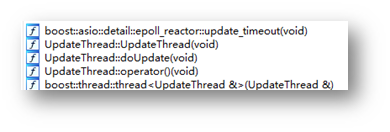 f boost::asio::detail::epoll_reactor::update_timeout(void)
f UpdateThread::UpdateThread(void)
f UpdateThread::doUpdate(void)
f UpdateThread::operator()(void)
f boost::thread::thread<UpdateThread &>(UpdateThread &)